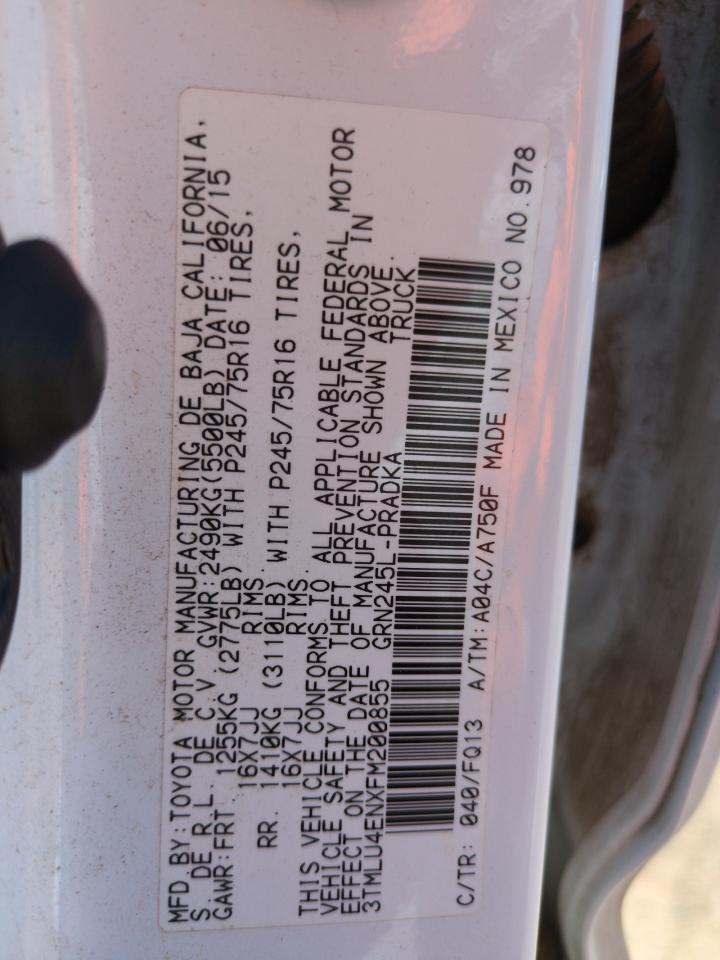 MFD.BY:TOYOTA MOTOR MANUFACTURING DE BAJA CALIFORNIA,
S. DE R.L. DE C.V. GVWR:2490KG(5500LB) DATE: 06/15
GAWR:FRT. 1255KG (2775LB) WITH P245/75R16 TIRES,
16X7JJ RIMS.
RR. 1410KG (3110LB) WITH P245/75R16 TIRES,
16X7JJ RIMS.
THIS VEHICLE CONFORMS TO ALL APPLICABLE FEDERAL MOTOR
VEHICLE SAFETY AND THEFT PREVENTION STANDARDS IN
EFFECT ON THE DATE OF MANUFACTURE SHOWN ABOVE.
3TMLU4ENXFM200855 GRN245L-PRADKA TRUCK
C/TR: 040/FQ13 A/TM:A04C/A750F MADE IN MEXICO NO.978